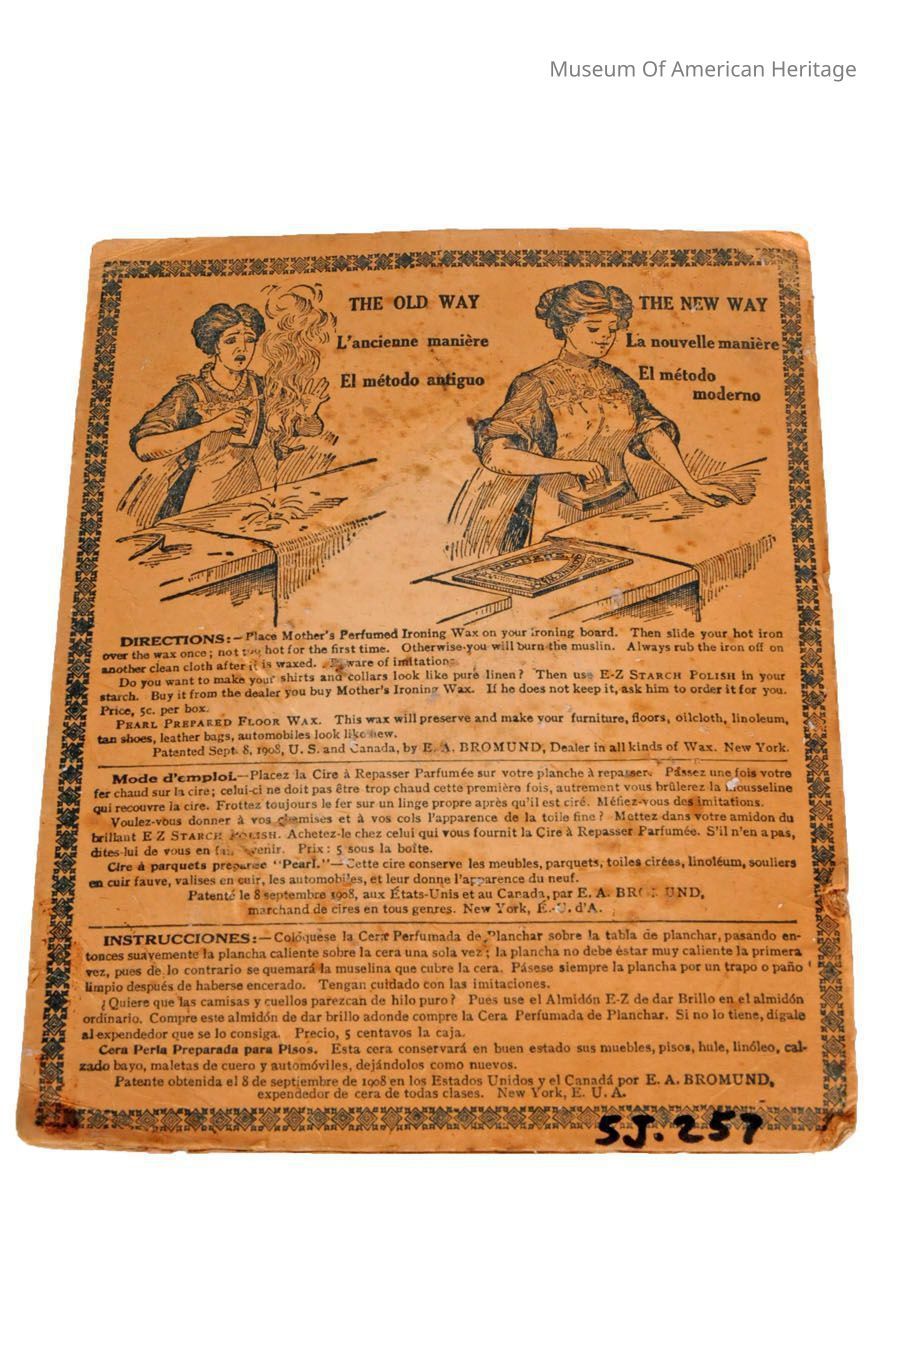 Museum Of American Heritage
THE OLD WAY
L'ancienne manière
El método antiguo
THE NEW WAY
La nouvelle manière
El método
moderno
DIRECTIONS:—Place Mother's Perfumed Ironing Wax on your ironing board. Then slide your hot iron
over the wax once; not too hot for the first time. Otherwise you will burn the muslin. Always rub the iron off on
another clean cloth after it is waxed. Beware of imitations.
Do you want to make your shirts and collars look like pure linen? Then use E-Z STARCH POLISH in your
starch. Buy it from the dealer you buy Mother's Ironing Wax. If he does not keep it, ask him to order it for you.
Price, 5c. per box.
PEARL PREPARED FLOOR WAX. This wax will preserve and make your furniture, floors, oilcloth, linoleum,
tan shoes, leather bags, automobiles look like new.
Patented Sept. 8, 1908, U. S. and Canada, by E. A. BROMUND, Dealer in all kinds of Wax. New York.
Mode d'emploi.—Placez la Cire à Repasser Parfumée sur votre planche à repasser. Passez une fois votre
fer chaud sur la cire; celui-ci ne doit pas être trop chaud cette première fois, autrement vous brûlerez la mousseline
qui recouvre la cire. Frottez toujours le fer sur un linge propre après qu'il est ciré. Méfiez-vous des imitations.
Voulez-vous donner à vos chemises et à vos cols l'apparence de la toile fine? Mettez dans votre amidon du
brillant E Z STARCH POLISH. Achetez-le chez celui qui vous fournit la Cire à Repasser Parfumée. S'il n'en a pas,
dites-lui de vous en venir. Prix: 5 sous la boîte.
Cire à parquets préparée "Pearl."—Cette cire conserve les meubles, parquets, toiles cirées, linoléum, souliers
en cuir fauve, valises en cuir, les automobiles, et leur donne l'apparence du neuf.
Patenté le 8 septembre 1908, aux États-Unis et au Canada, par E. A. BROMUND,
marchand de cires en tous genres. New York, É.-U. d'A.
INSTRUCCIONES:—Colóquese la Cera Perfumada de Planchar sobre la tabla de planchar, pasando en-
tonces suavemente la plancha caliente sobre la cera una sola vez; la plancha no debe éstar muy caliente la primera
vez, pues de lo contrario se quemará la muselina que cubre la cera. Pásese siempre la plancha por un trapo o paño
limpio después de haberse encerado. Tengan cuidado con las imitaciones.
¿Quiere que las camisas y cuellos parezcan de hilo puro? Pues use el Almidón E-Z de dar Brillo en el almidón
ordinario. Compre este almidón de dar brillo adonde compre la Cera Perfumada de Planchar. Si no lo tiene, dígale
al expendedor que se lo consiga. Precio, 5 centavos la caja.
Cera Perla Preparada para Pisos. Esta cera conservará en buen estado sus muebles, pisos, hule, linóleo, cal-
zado bayo, maletas de cuero y automóviles, dejándolos como nuevos.
Patente obtenida el 8 de septiembre de 1908 en los Estados Unidos y el Canadá por E. A. BROMUND,
expendedor de cera de todas clases. New York, E. U. A.
SJ.257